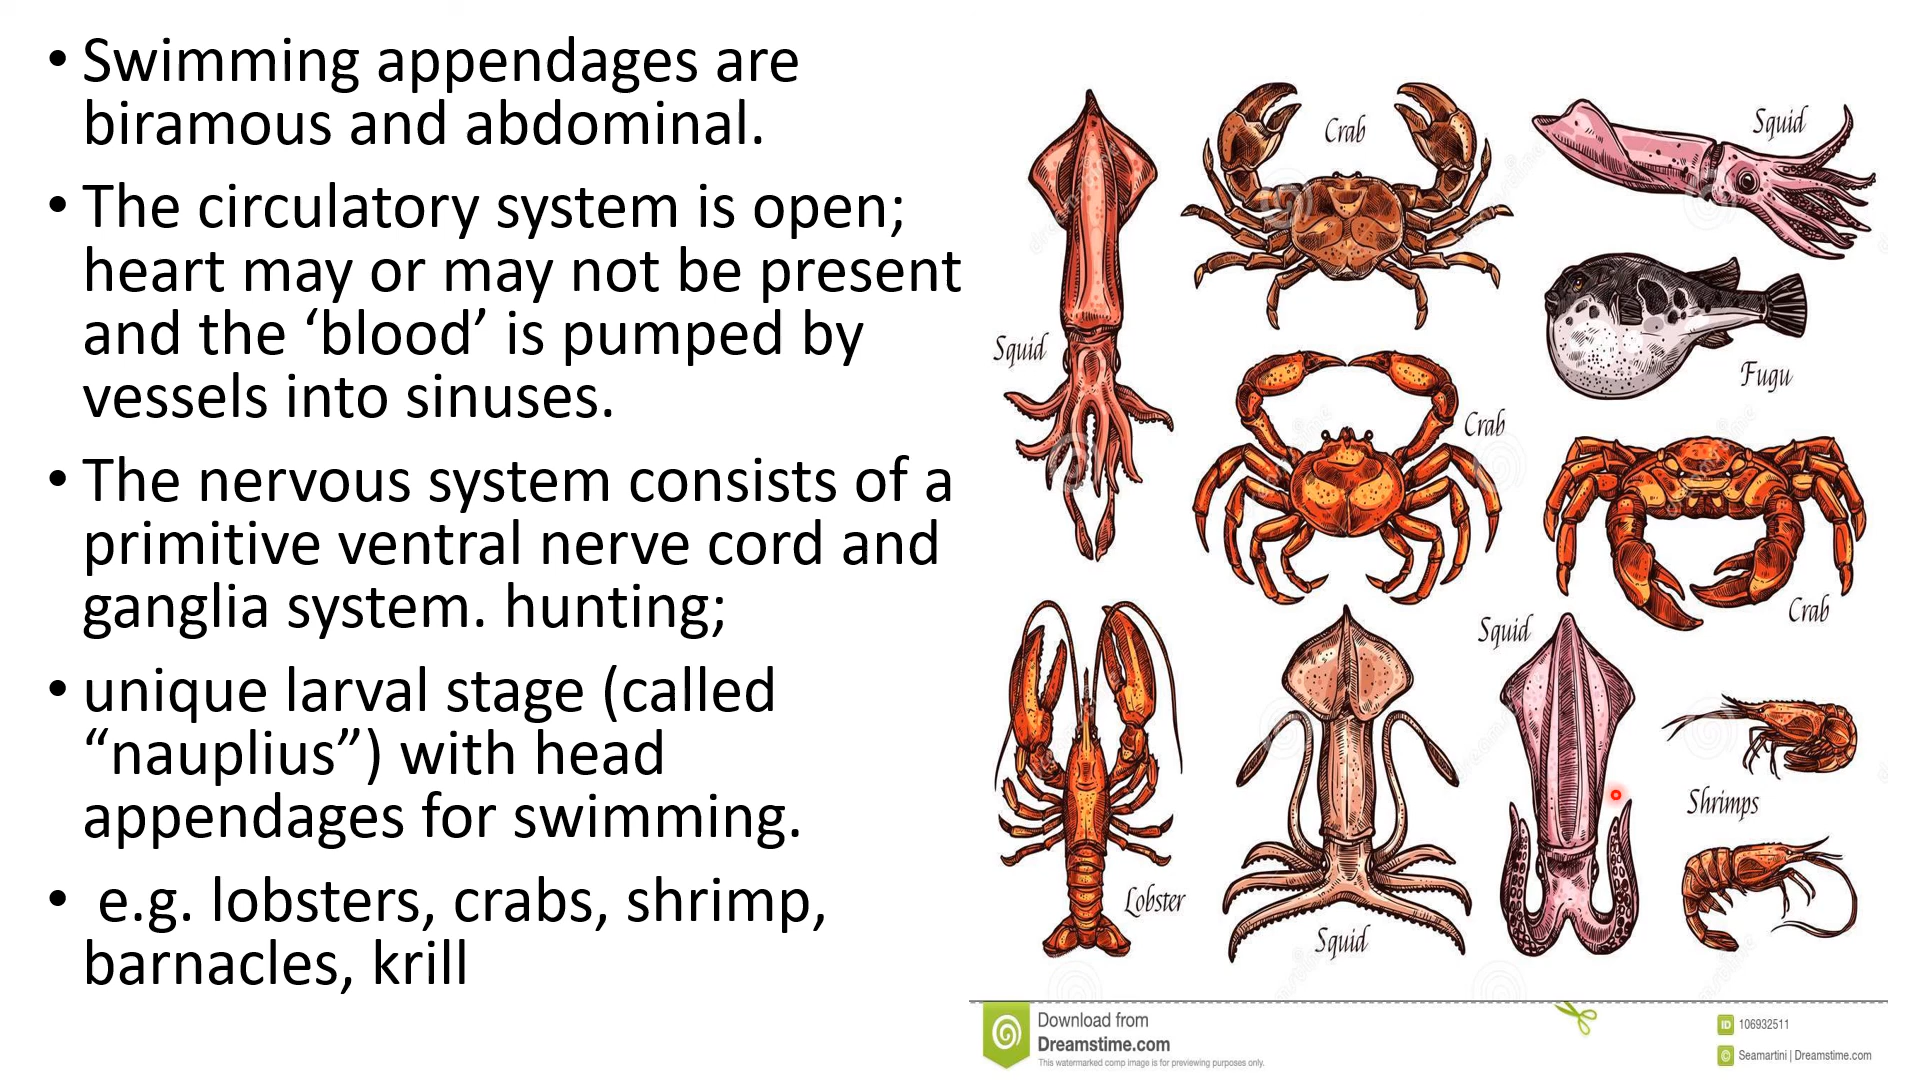 • Swimming appendages are
biramous and abdominal.
• The circulatory system is open;
heart may or may not be present
and the ‘blood’ is pumped by
vessels into sinuses.
• The nervous system consists of a
primitive ventral nerve cord and
ganglia system. hunting;
• unique larval stage (called
“nauplius”) with head
appendages for swimming.
• e.g. lobsters, crabs, shrimp,
barnacles, krill
Crab
Squid
Squid
Fugu
Crab
Crab
Squid
Shrimps
Lobster
Squid
Download from
Dreamstime.com
This watermarked comp image is for previewing purposes only.
ID 106932511
© Seamartini | Dreamstime.com